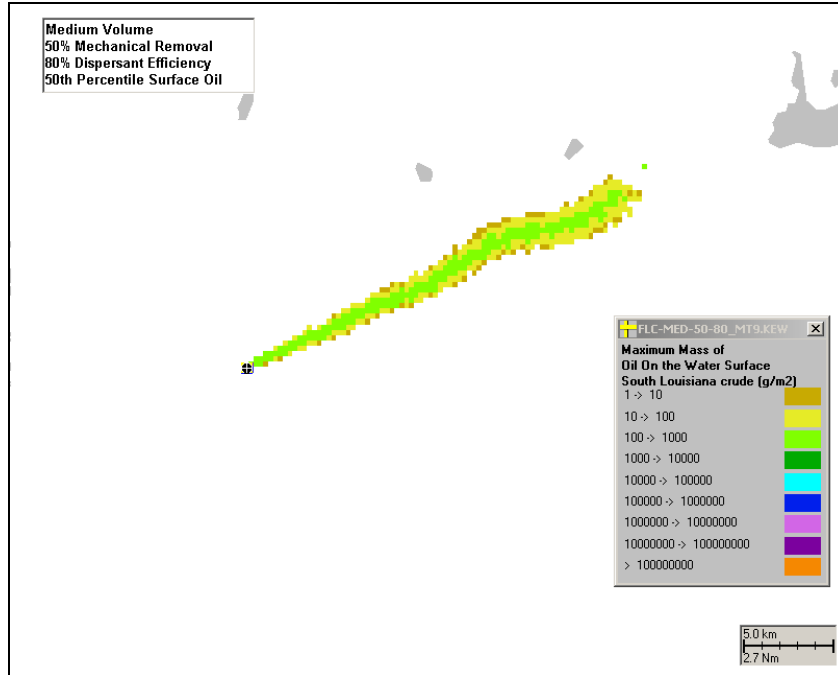 Medium Volume
50% Mechanical Removal
80% Dispersant Efficiency
50th Percentile Surface Oil
FLC-MED-50-80_MT9.KEW
Maximum Mass of
Oil On the Water Surface
South Louisiana crude (g/m2)
1 -> 10
10 -> 100
100 -> 1000
1000 -> 10000
10000 -> 100000
100000 -> 1000000
1000000 -> 10000000
10000000 -> 100000000
> 100000000
5.0 km
2.7 Nm